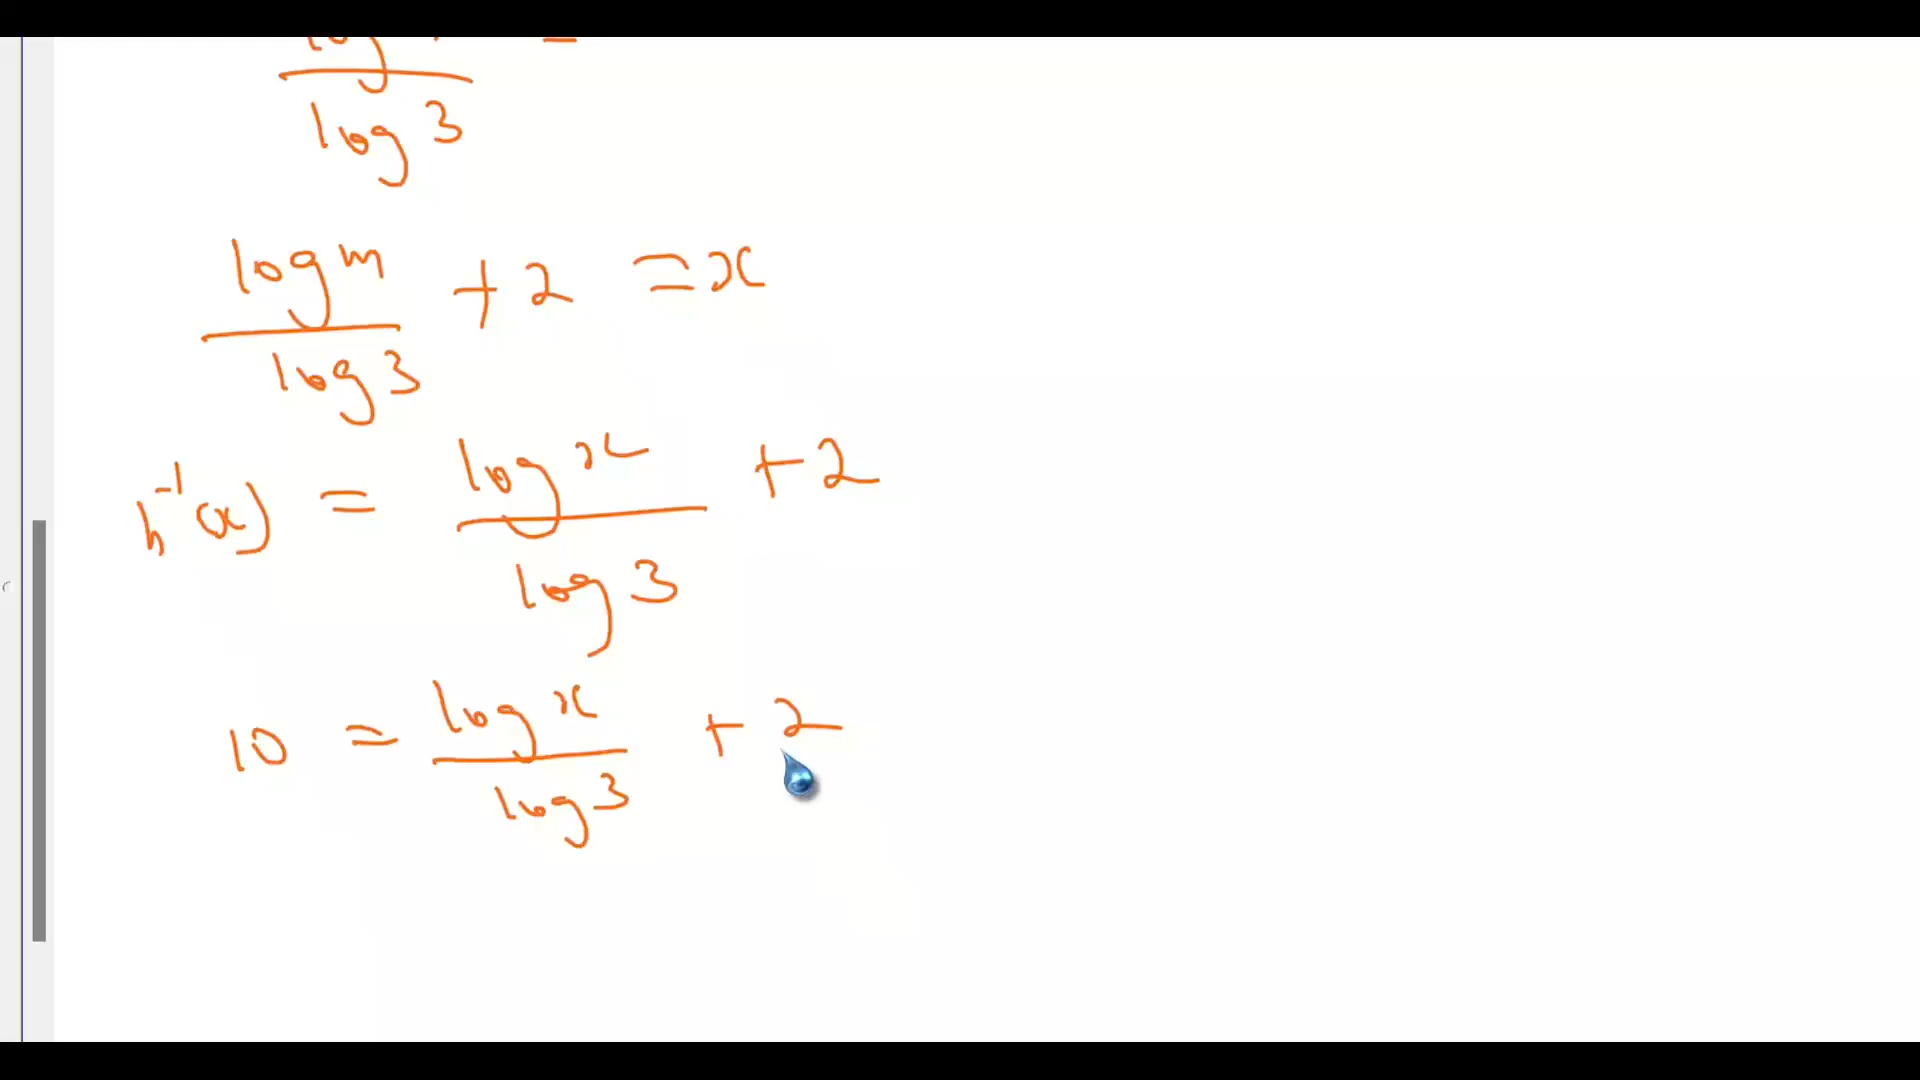 log 3
log m / log 3 + 2 = x
h⁻¹(x) = log x / log 3 + 2
10 = log x / log 3 + 2